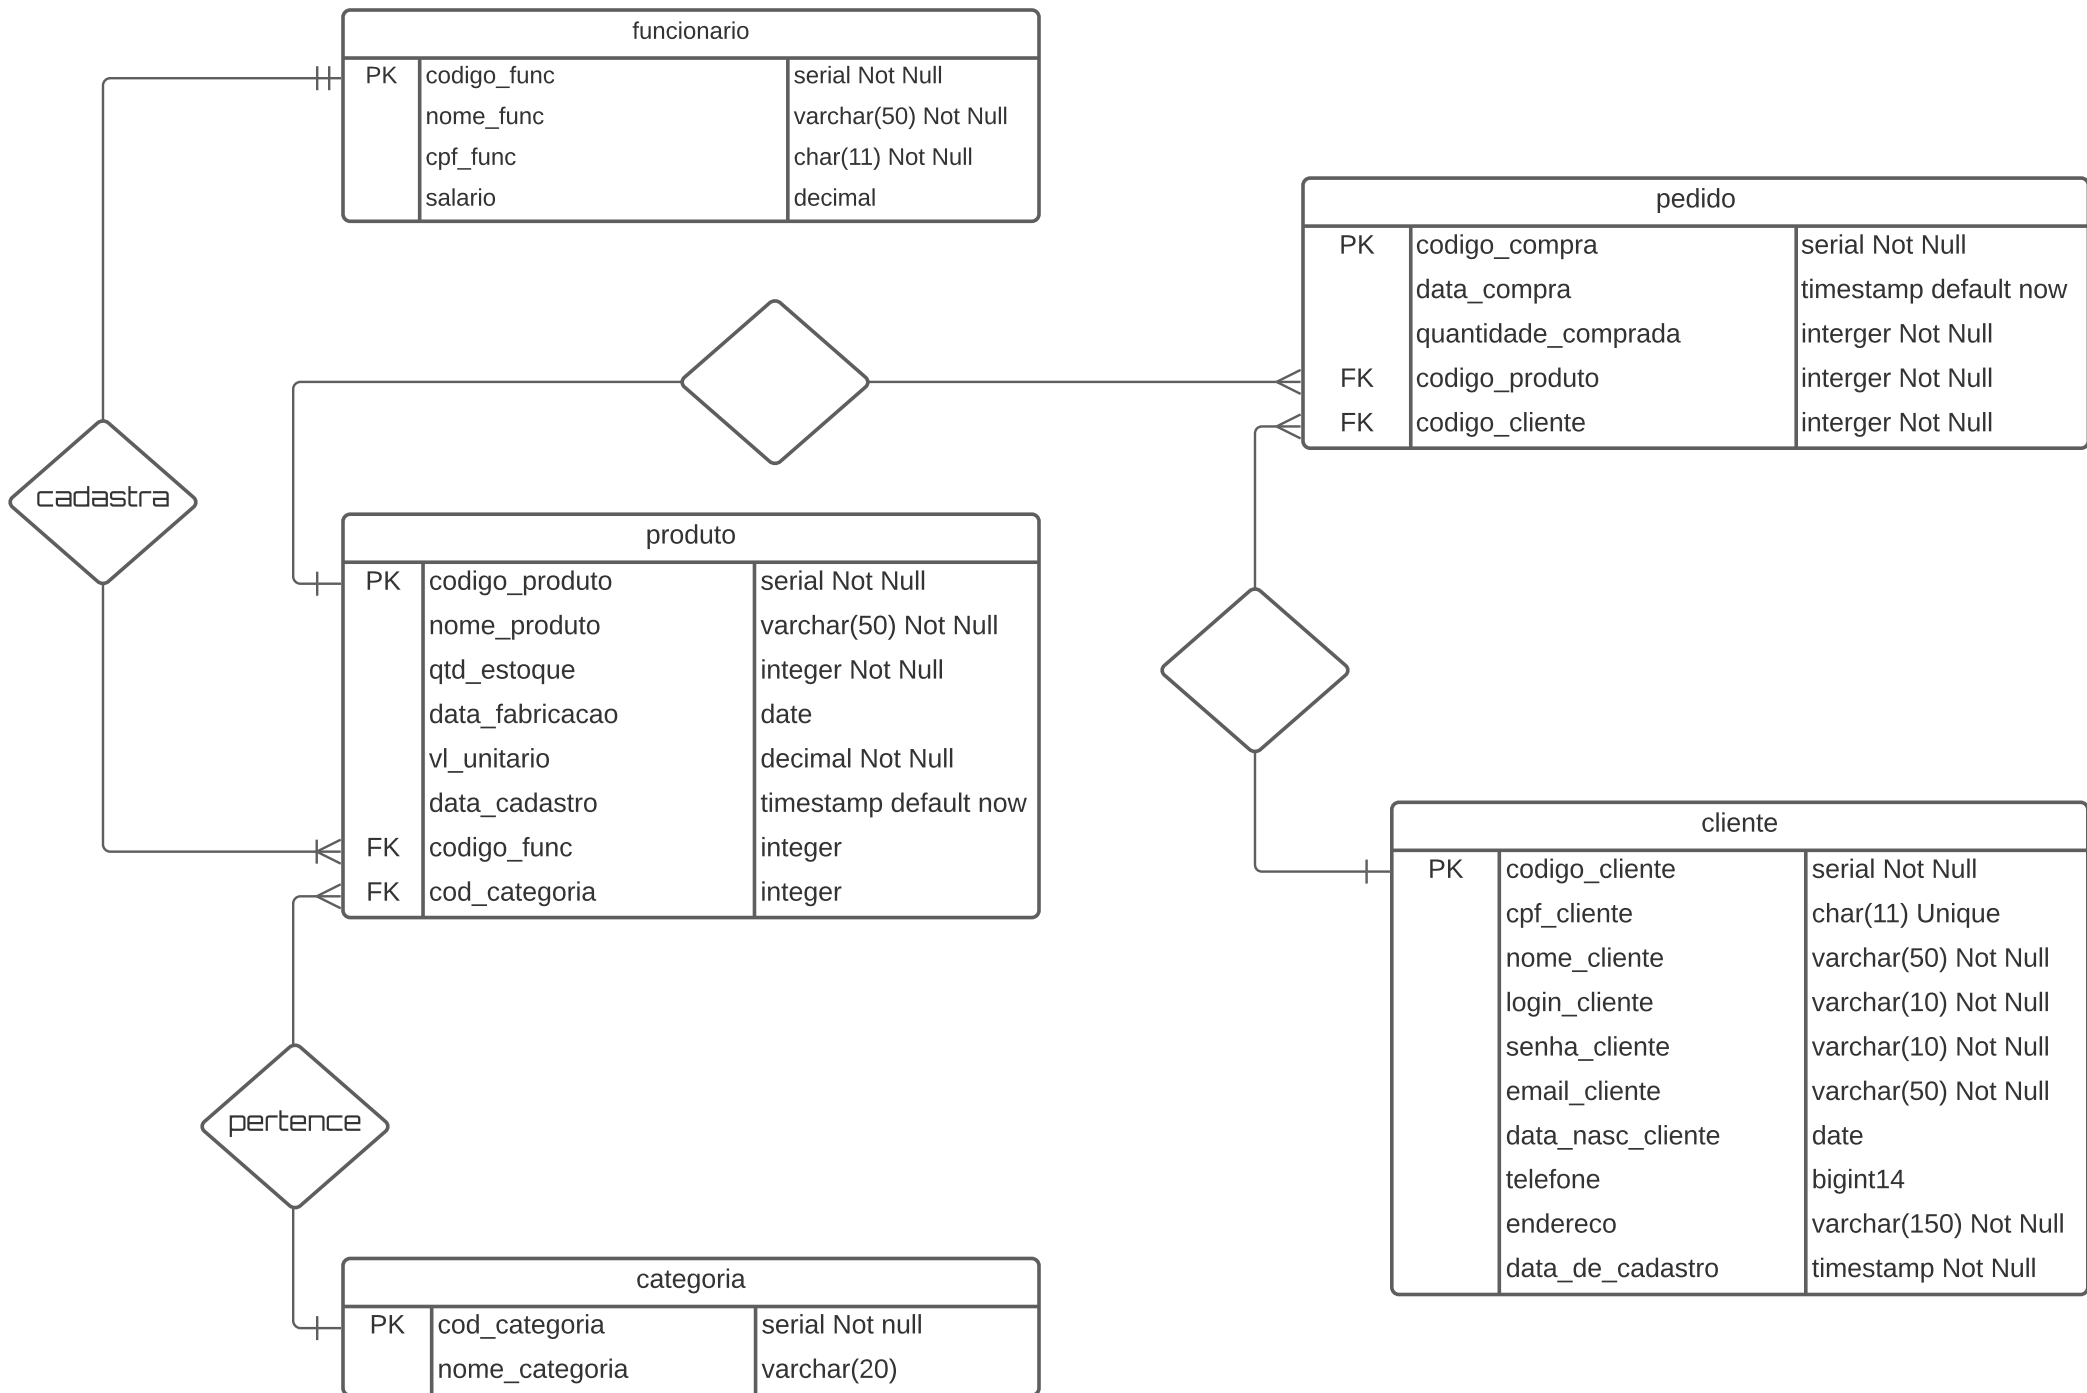 funcionario
PK codigo_func serial Not Null
nome_func varchar(50) Not Null
cpf_func char(11) Not Null
salario decimal
pedido
PK codigo_compra serial Not Null
data_compra timestamp default now
quantidade_comprada interger Not Null
FK codigo_produto interger Not Null
FK codigo_cliente interger Not Null
cadastra
produto
PK codigo_produto serial Not Null
nome_produto varchar(50) Not Null
qtd_estoque integer Not Null
data_fabricacao date
vl_unitario decimal Not Null
data_cadastro timestamp default now
FK codigo_func integer
FK cod_categoria integer
cliente
PK codigo_cliente serial Not Null
cpf_cliente char(11) Unique
nome_cliente varchar(50) Not Null
login_cliente varchar(10) Not Null
senha_cliente varchar(10) Not Null
email_cliente varchar(50) Not Null
data_nasc_cliente date
telefone bigint14
endereco varchar(150) Not Null
data_de_cadastro timestamp Not Null
pertence
categoria
PK cod_categoria serial Not null
nome_categoria varchar(20)